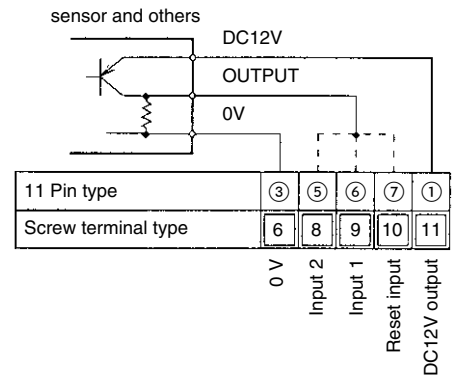 sensor and others
DC12V
OUTPUT
0V
11 Pin type ③ ⑤ ⑥ ⑦ ①
Screw terminal type 6 8 9 10 11
0 V
Input 2
Input 1
Reset input
DC12V output